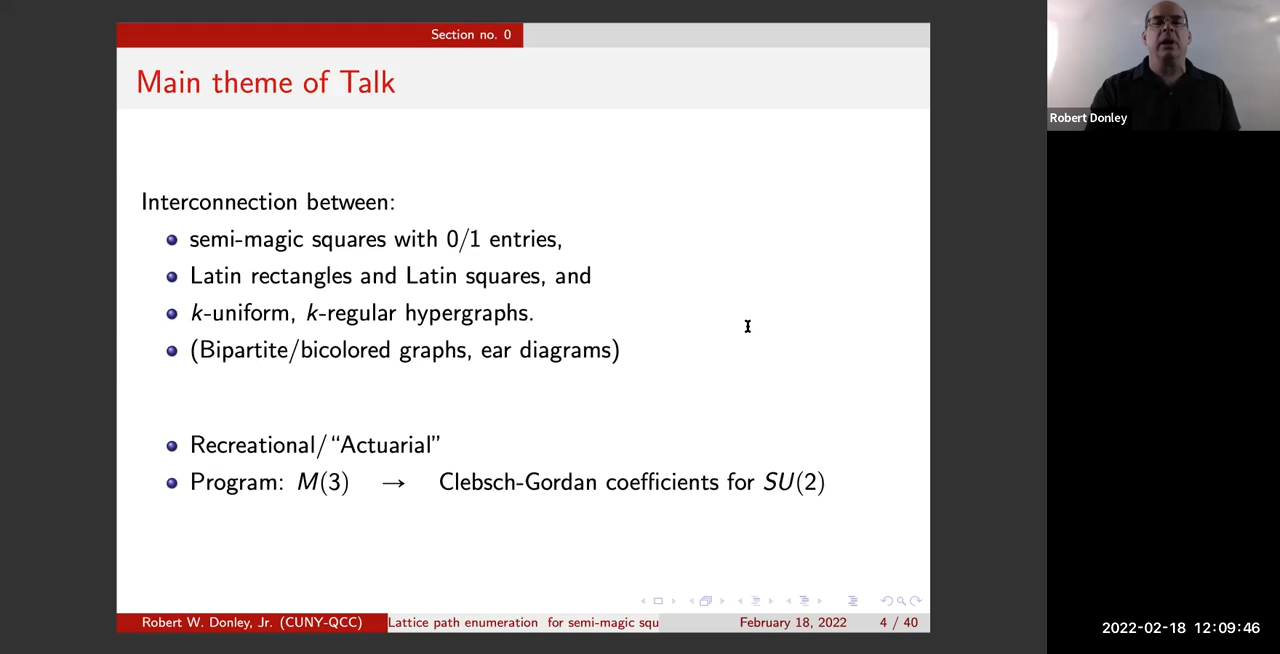 Section no. 0
Main theme of Talk
Interconnection between:
semi-magic squares with 0/1 entries,
Latin rectangles and Latin squares, and
k-uniform, k-regular hypergraphs.
(Bipartite/bicolored graphs, ear diagrams)
Recreational/“Actuarial”
Program: M(3) → Clebsch-Gordan coefficients for SU(2)
Robert W. Donley, Jr. (CUNY-QCC) Lattice path enumeration for semi-magic squ February 18, 2022 4 / 40
Robert Donley
2022-02-18 12:09:46